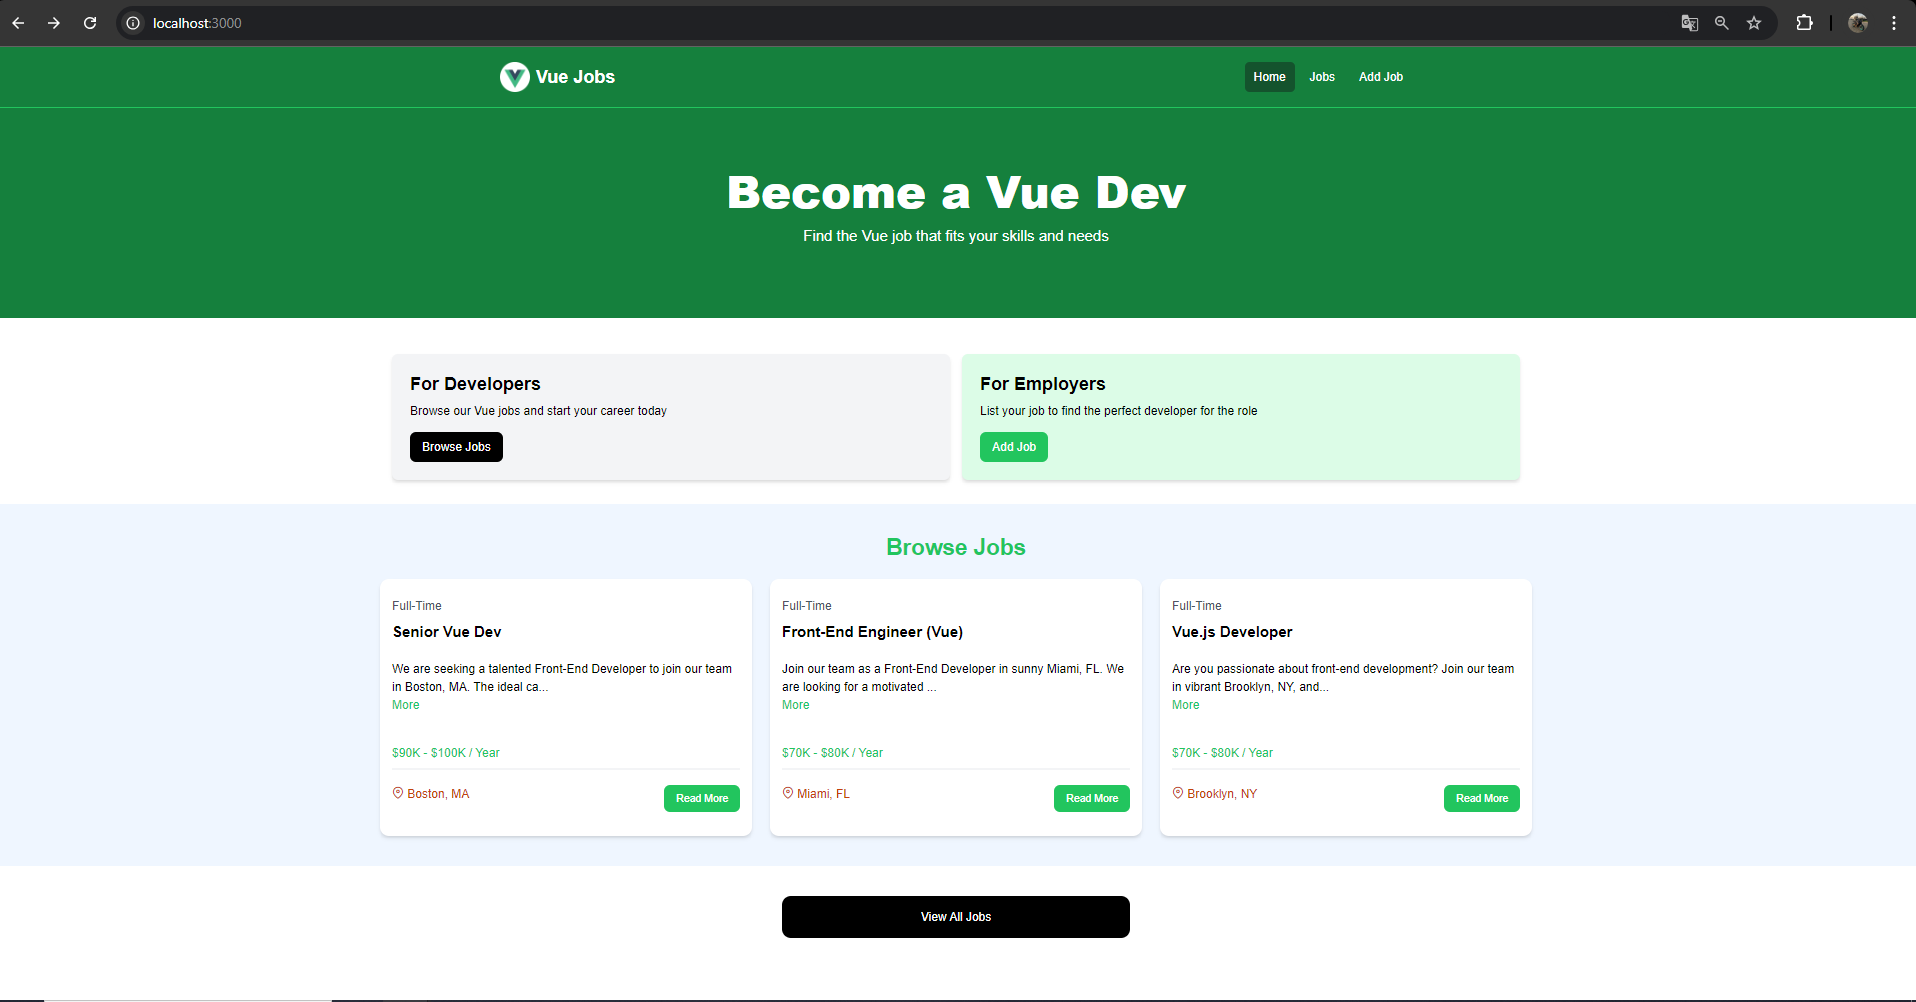 localhost:3000
Vue Jobs
Home Jobs Add Job
Become a Vue Dev
Find the Vue job that fits your skills and needs
For Developers
Browse our Vue jobs and start your career today
Browse Jobs
For Employers
List your job to find the perfect developer for the role
Add Job
Browse Jobs
Full-Time
Senior Vue Dev
We are seeking a talented Front-End Developer to join our team
in Boston, MA. The ideal ca...
More
$90K - $100K / Year
Boston, MA
Read More
Full-Time
Front-End Engineer (Vue)
Join our team as a Front-End Developer in sunny Miami, FL. We
are looking for a motivated ...
More
$70K - $80K / Year
Miami, FL
Read More
Full-Time
Vue.js Developer
Are you passionate about front-end development? Join our team
in vibrant Brooklyn, NY, and...
More
$70K - $80K / Year
Brooklyn, NY
Read More
View All Jobs